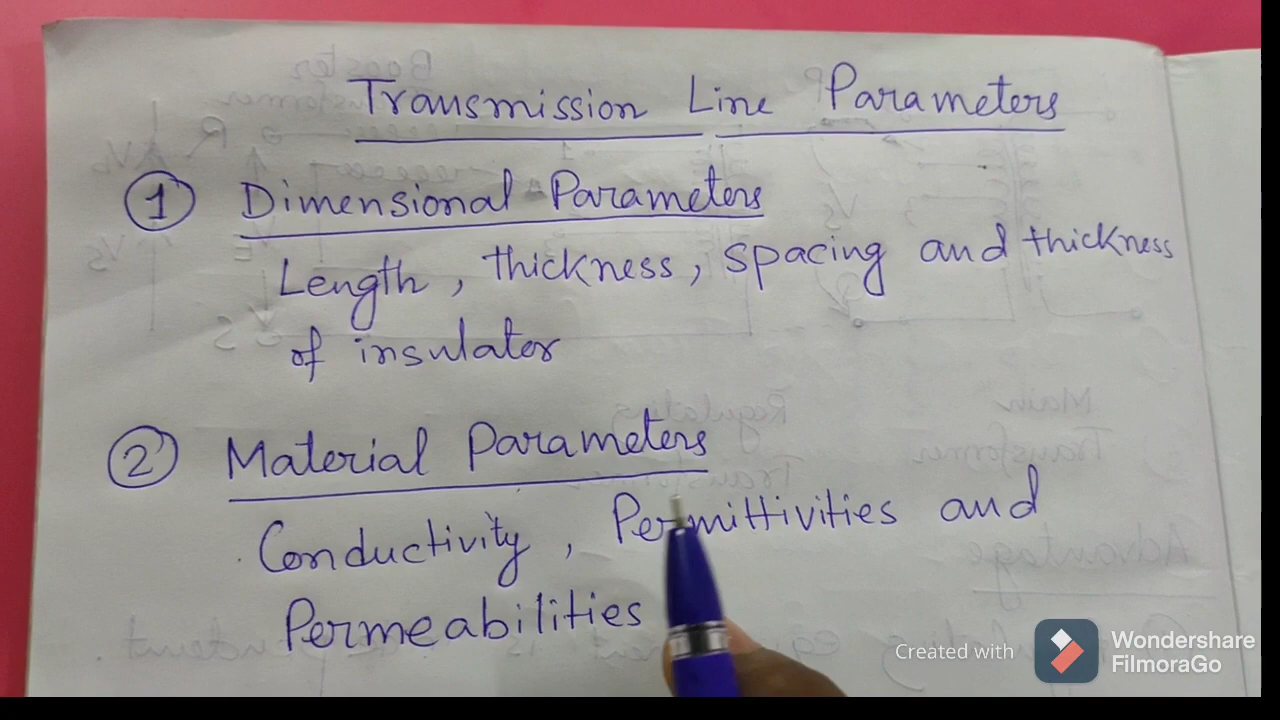 Transmission Line Parameters
1 Dimensional Parameters
Length, thickness, spacing and thickness
of insulator
2 Material Parameters
Conductivity, Permittivities and
Permeabilities
Created with Wondershare
FilmoraGo